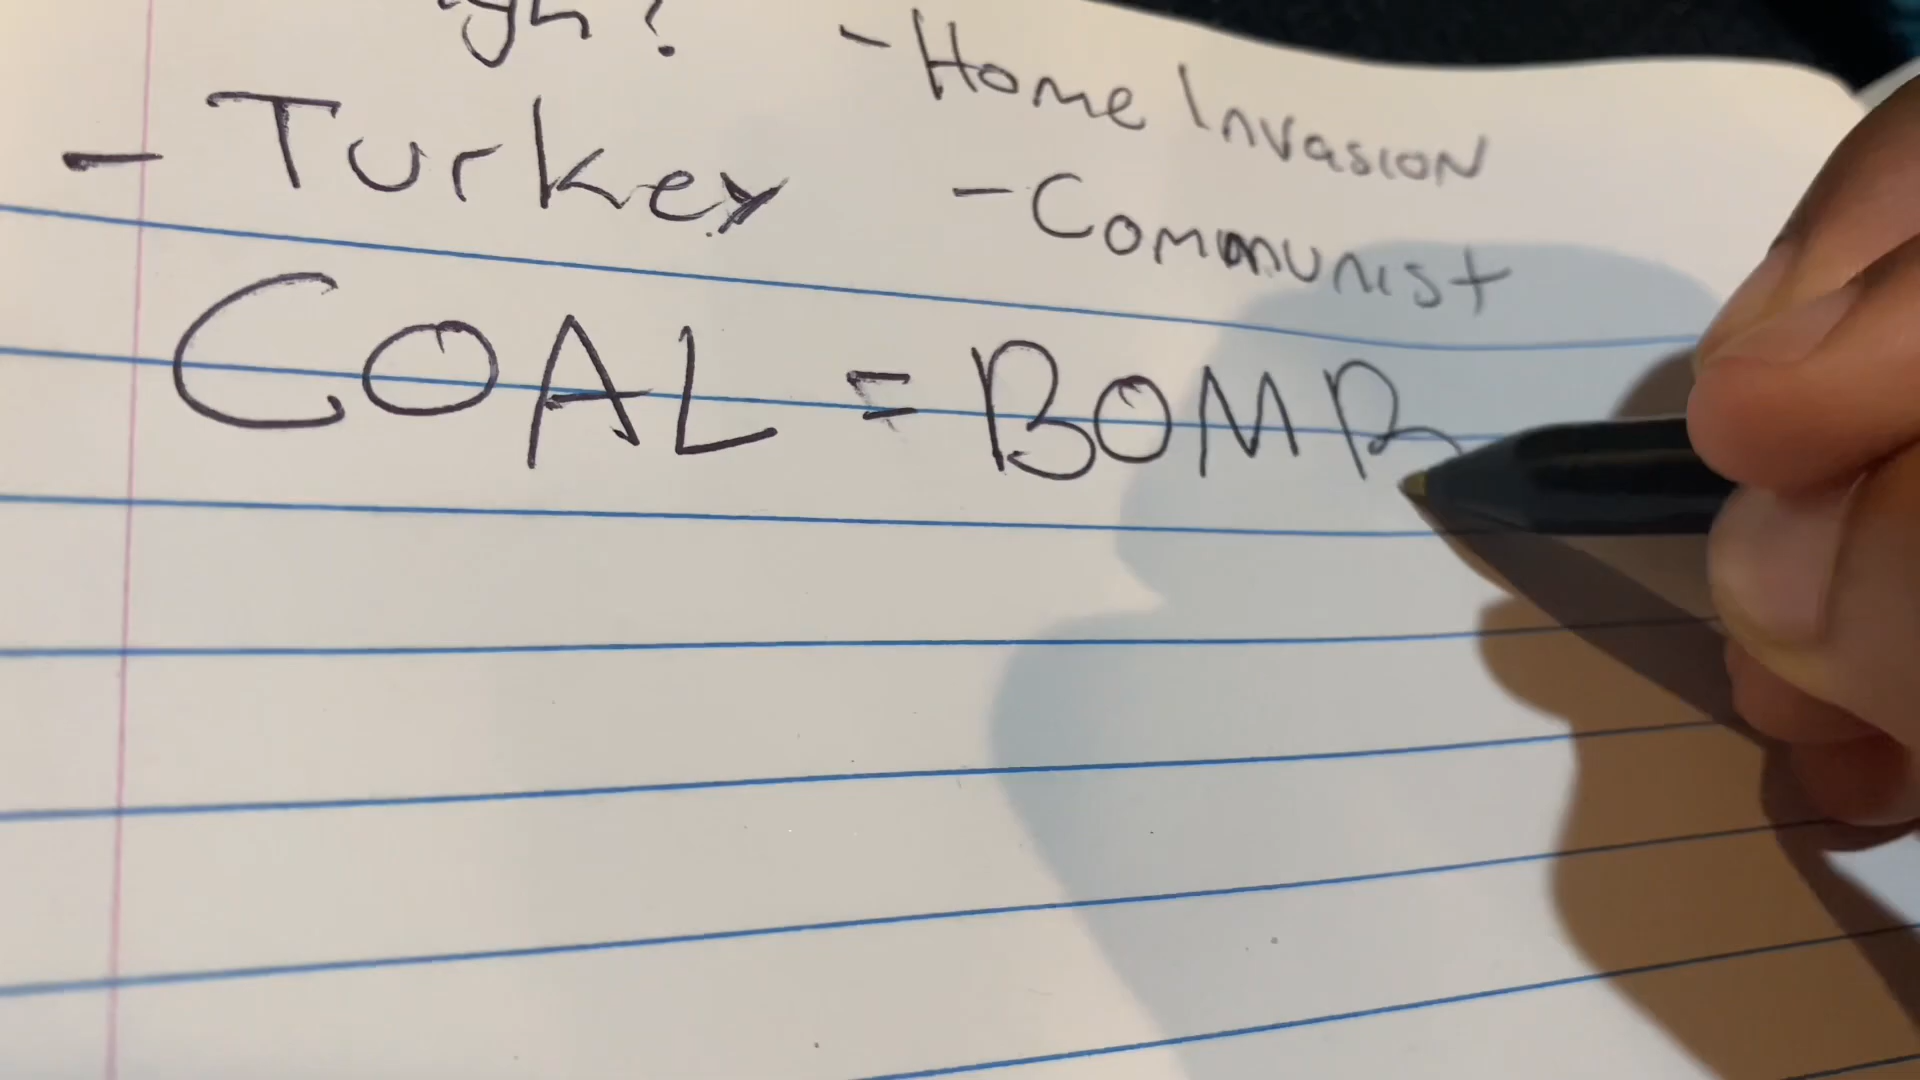 - Home Invasion
- Turkey
- Communist
COAL = BOMB